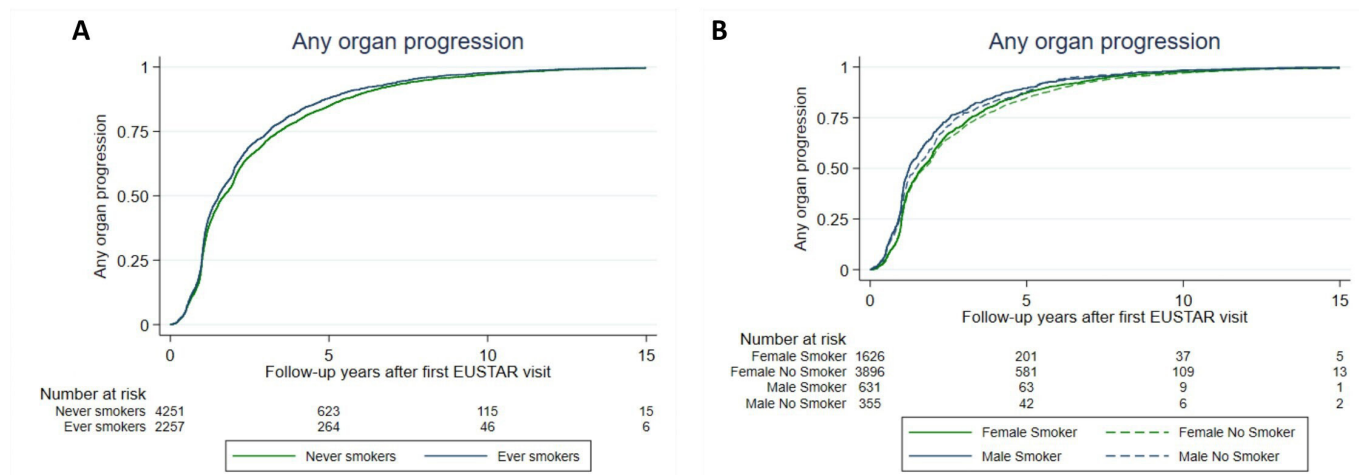 A
Any organ progression
Any organ progression
1
0.75
0.50
0.25
0
0 5 10 15
Follow-up years after first EUSTAR visit
Number at risk
Never smokers 4251 623 115 15
Ever smokers 2257 264 46 6
Never smokers Ever smokers
B
Any organ progression
Any organ progression
1
0.75
0.50
0.25
0
0 5 10 15
Follow-up years after first EUSTAR visit
Number at risk
Female Smoker 1626 201 37 5
Female No Smoker 3896 581 109 13
Male Smoker 631 63 9 1
Male No Smoker 355 42 6 2
Female Smoker Female No Smoker
Male Smoker Male No Smoker